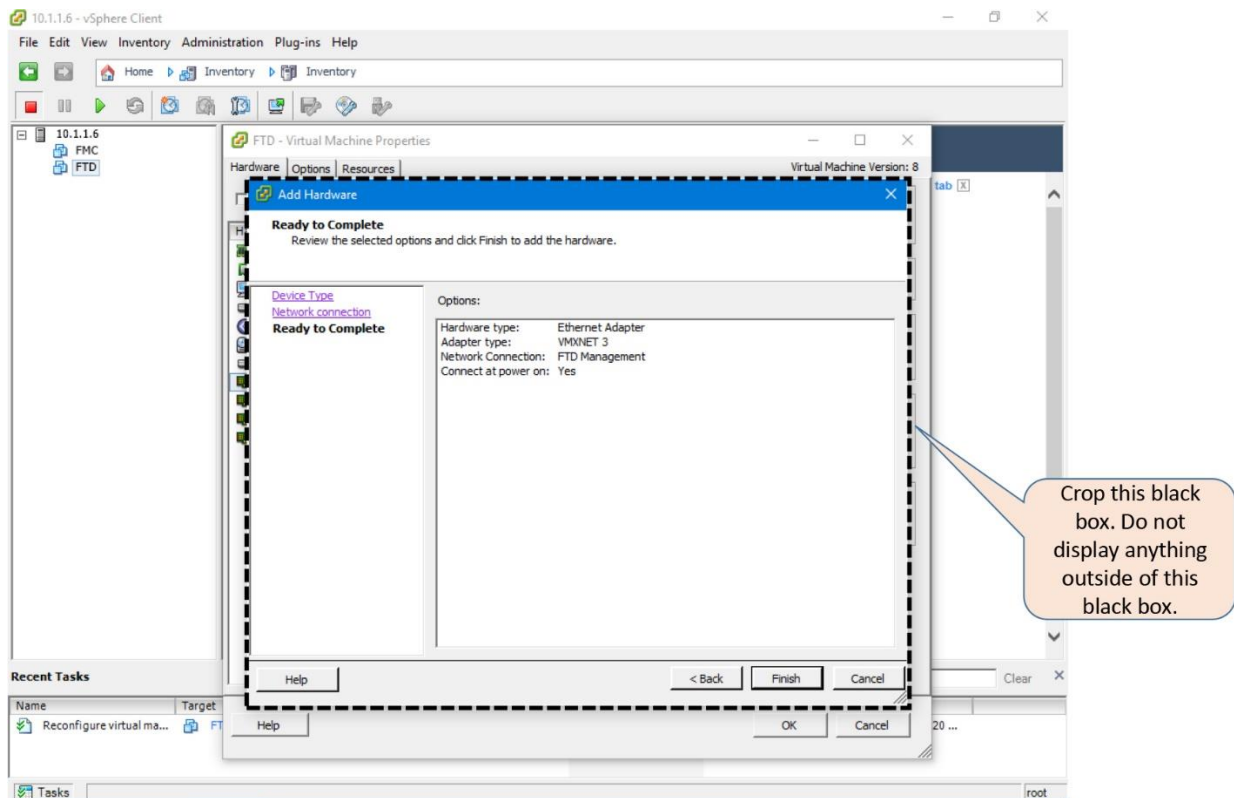 10.1.1.6 - vSphere Client
File Edit View Inventory Administration Plug-ins Help
Home Inventory Inventory
10.1.1.6
FMC
FTD
FTD - Virtual Machine Properties
Hardware Options Resources
Virtual Machine Version: 8
tab
Add Hardware
Ready to Complete
Review the selected options and click Finish to add the hardware.
Device Type
Network connection
Ready to Complete
Options:
Hardware type: Ethernet Adapter
Adapter type: VMXNET 3
Network Connection: FTD Management
Connect at power on: Yes
Help
< Back Finish Cancel
Crop this black
box. Do not
display anything
outside of this
black box.
Recent Tasks
Clear
Name Target
Reconfigure virtual ma... FT
20 ...
Help OK Cancel
Tasks
root